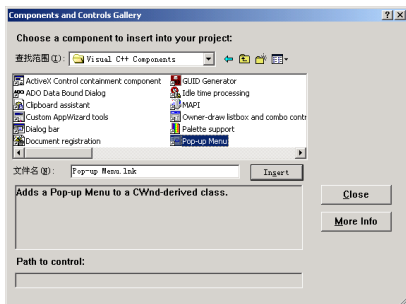 Components and Controls Gallery
Choose a component to insert into your project:
查找范围(I): Visual C++ Components
ActiveX Control containment component
GUID Generator
ADO Data Bound Dialog
Idle time processing
Clipboard assistant
MAPI
Custom AppWizard tools
Owner-draw listbox and combo contr
Dialog bar
Palette support
Document registration
Pop-up Menu
文件名(N): Pop-up Menu.lnk
Insert
Adds a Pop-up Menu to a CWnd-derived class.
Close
More Info
Path to control: